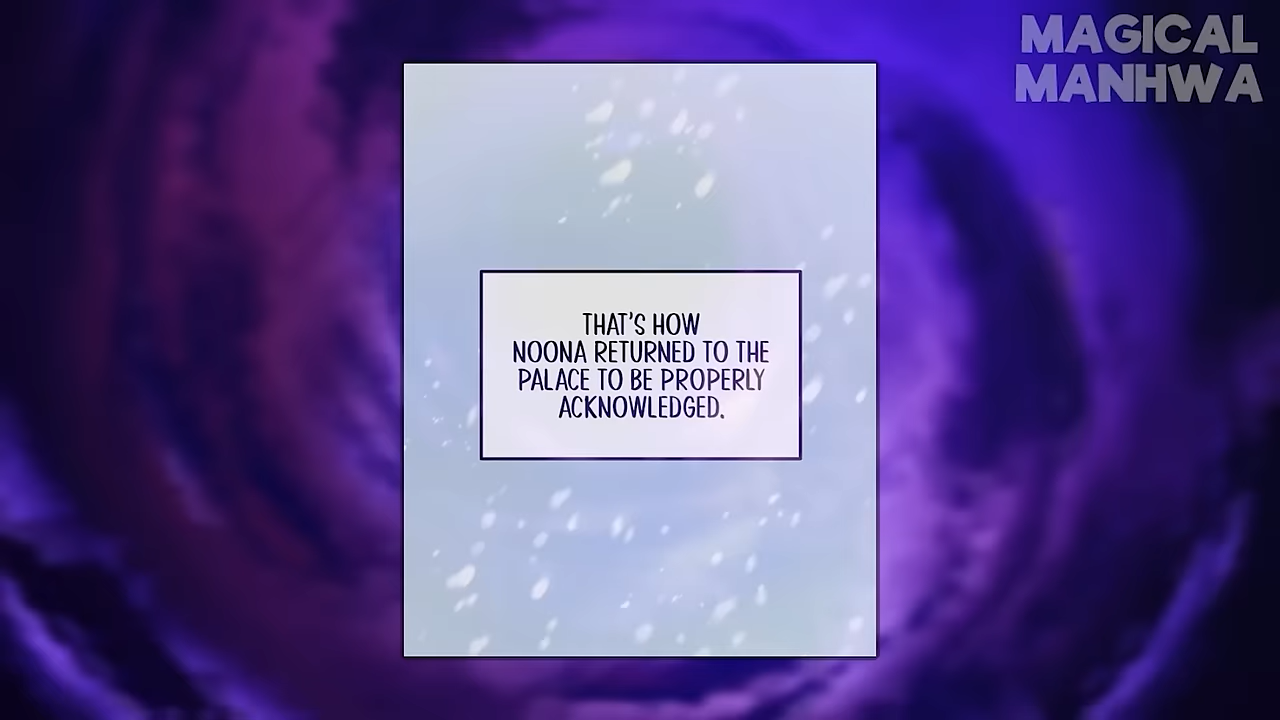 MAGICAL
MANHWA
THAT'S HOW
NOONA RETURNED TO THE
PALACE TO BE PROPERLY
ACKNOWLEDGED.